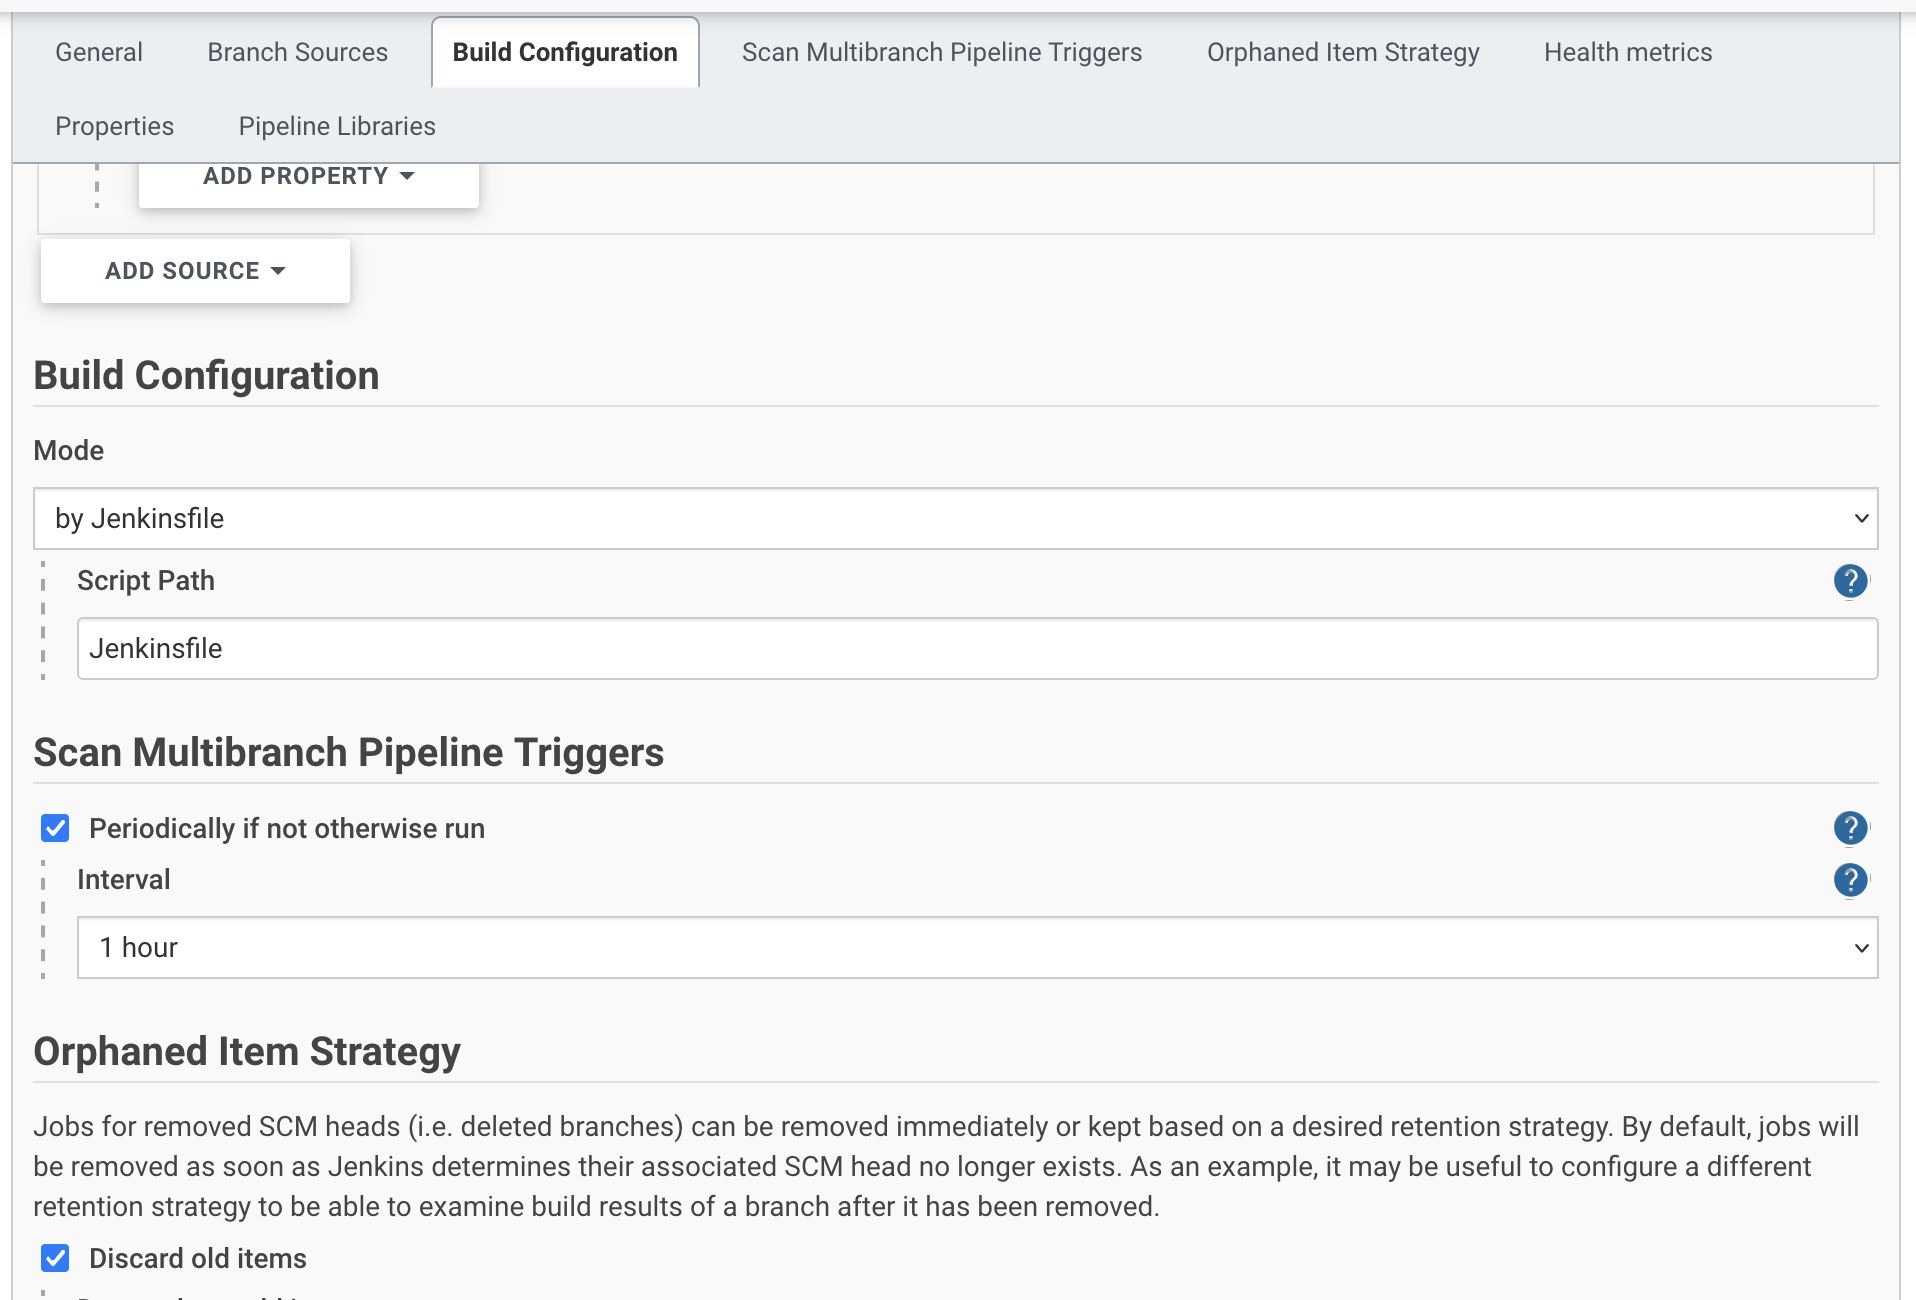 General Branch Sources Build Configuration Scan Multibranch Pipeline Triggers Orphaned Item Strategy Health metrics
Properties Pipeline Libraries
ADD PROPERTY
ADD SOURCE
Build Configuration
Mode
by Jenkinsfile
Script Path
?
Jenkinsfile
Scan Multibranch Pipeline Triggers
Periodically if not otherwise run
?
Interval
?
1 hour
Orphaned Item Strategy
Jobs for removed SCM heads (i.e. deleted branches) can be removed immediately or kept based on a desired retention strategy. By default, jobs will
be removed as soon as Jenkins determines their associated SCM head no longer exists. As an example, it may be useful to configure a different
retention strategy to be able to examine build results of a branch after it has been removed.
Discard old items